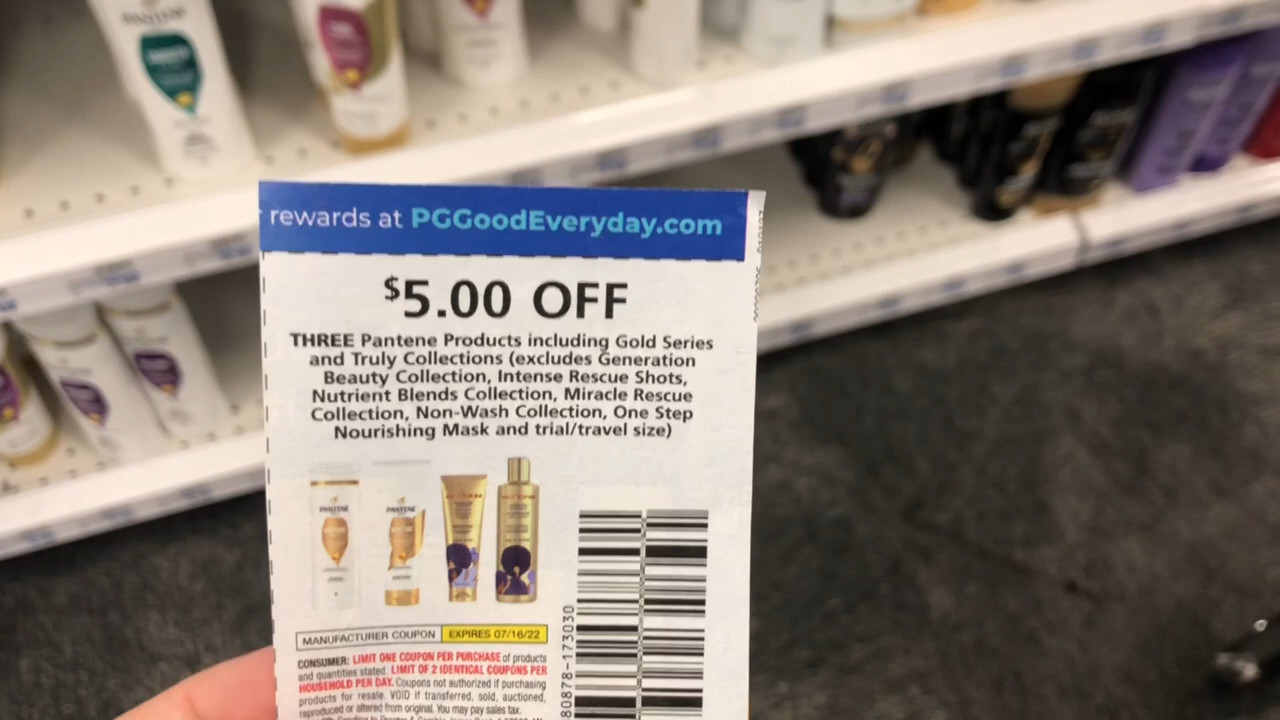 rewards at PGGoodEveryday.com
$5.00 OFF
THREE Pantene Products including Gold Series
and Truly Collections (excludes Generation
Beauty Collection, Intense Rescue Shots,
Nutrient Blends Collection, Miracle Rescue
Collection, Non-Wash Collection, One Step
Nourishing Mask and trial/travel size)
PANTENE
PANTENE
MANUFACTURER COUPON EXPIRES 07/16/22
CONSUMER: LIMIT ONE COUPON PER PURCHASE of products
and quantities stated. LIMIT OF 2 IDENTICAL COUPONS PER
HOUSEHOLD PER DAY. Coupons not authorized if purchasing
products for resale. VOID if transferred, sold, auctioned,
reproduced or altered from original. You may pay sales tax.
80878-173030
PANTENE